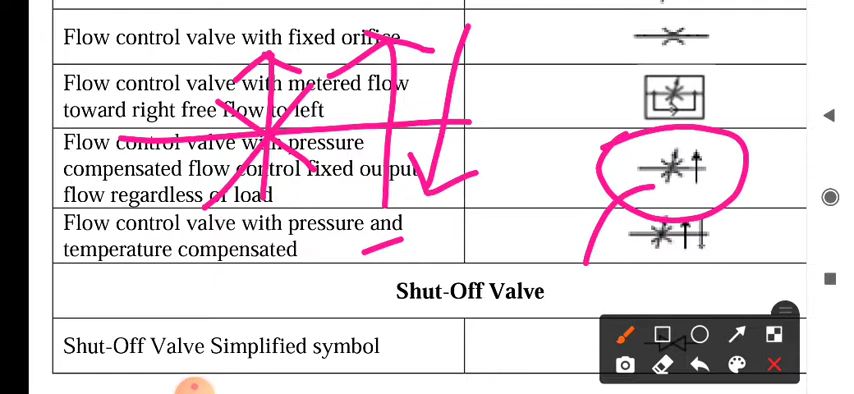 Flow control valve with fixed orifice
Flow control valve with metered flow
toward right free flow to left
Flow control valve with pressure
compensated flow control fixed output
flow regardless of load
Flow control valve with pressure and
temperature compensated
Shut-Off Valve
Shut-Off Valve Simplified symbol